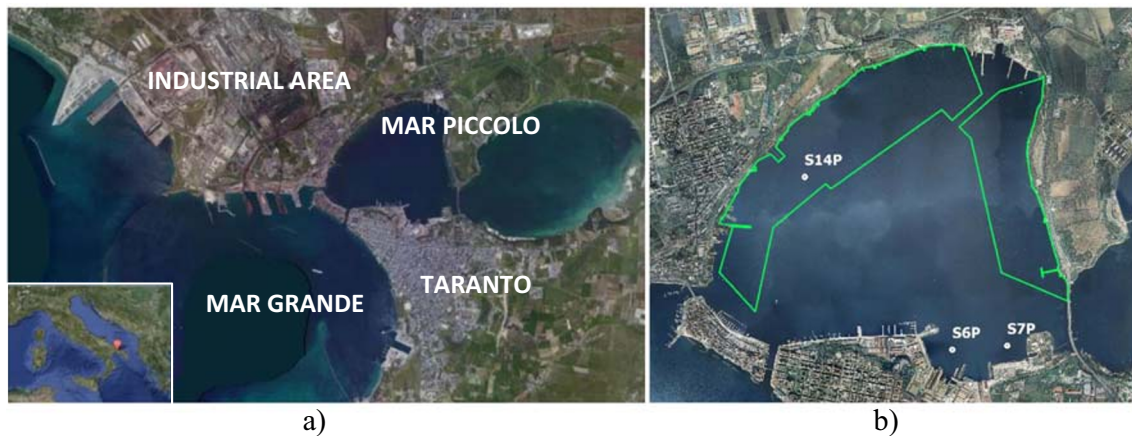 INDUSTRIAL AREA
MAR PICCOLO
MAR GRANDE
TARANTO
a)
S14P
S6P
S7P
b)